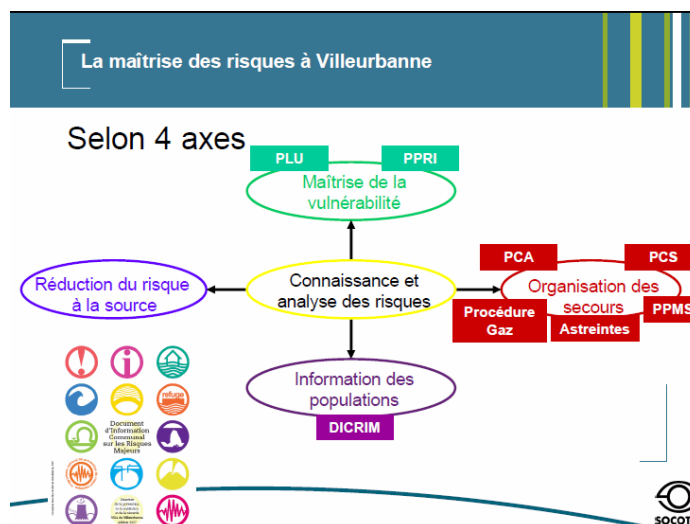 La maîtrise des risques à Villeurbanne
Selon 4 axes
PLU
PPRI
Maîtrise de la
vulnérabilité
Réduction du risque
à la source
Connaissance et
analyse des risques
PCA
PCS
Organisation des
secours
Procédure
Gaz
Astreintes
PPMS
Information des
populations
DICRIM
refuge
Document
d'Information
Communal
sur les Risques
Majeurs
SOCOT